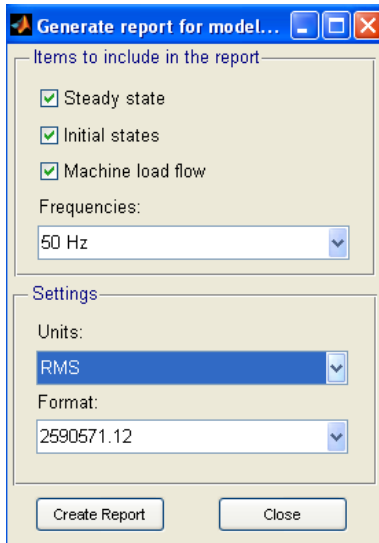 Generate report for model...
Items to include in the report
Steady state
Initial states
Machine load flow
Frequencies:
50 Hz
Settings
Units:
RMS
Format:
2590571.12
Create Report
Close